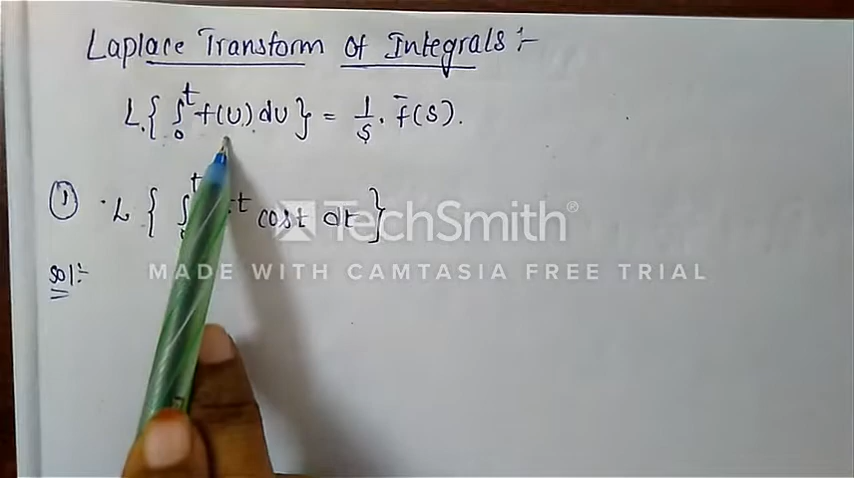 Laplace Transform Of Integrals :-
L{ ∫₀ᵗ f(u) du } = 1/s . f̄(s).
① L { ∫ᵗ ᵗ cost dt }
TechSmith
MADE WITH CAMTASIA FREE TRIAL
Sol:-